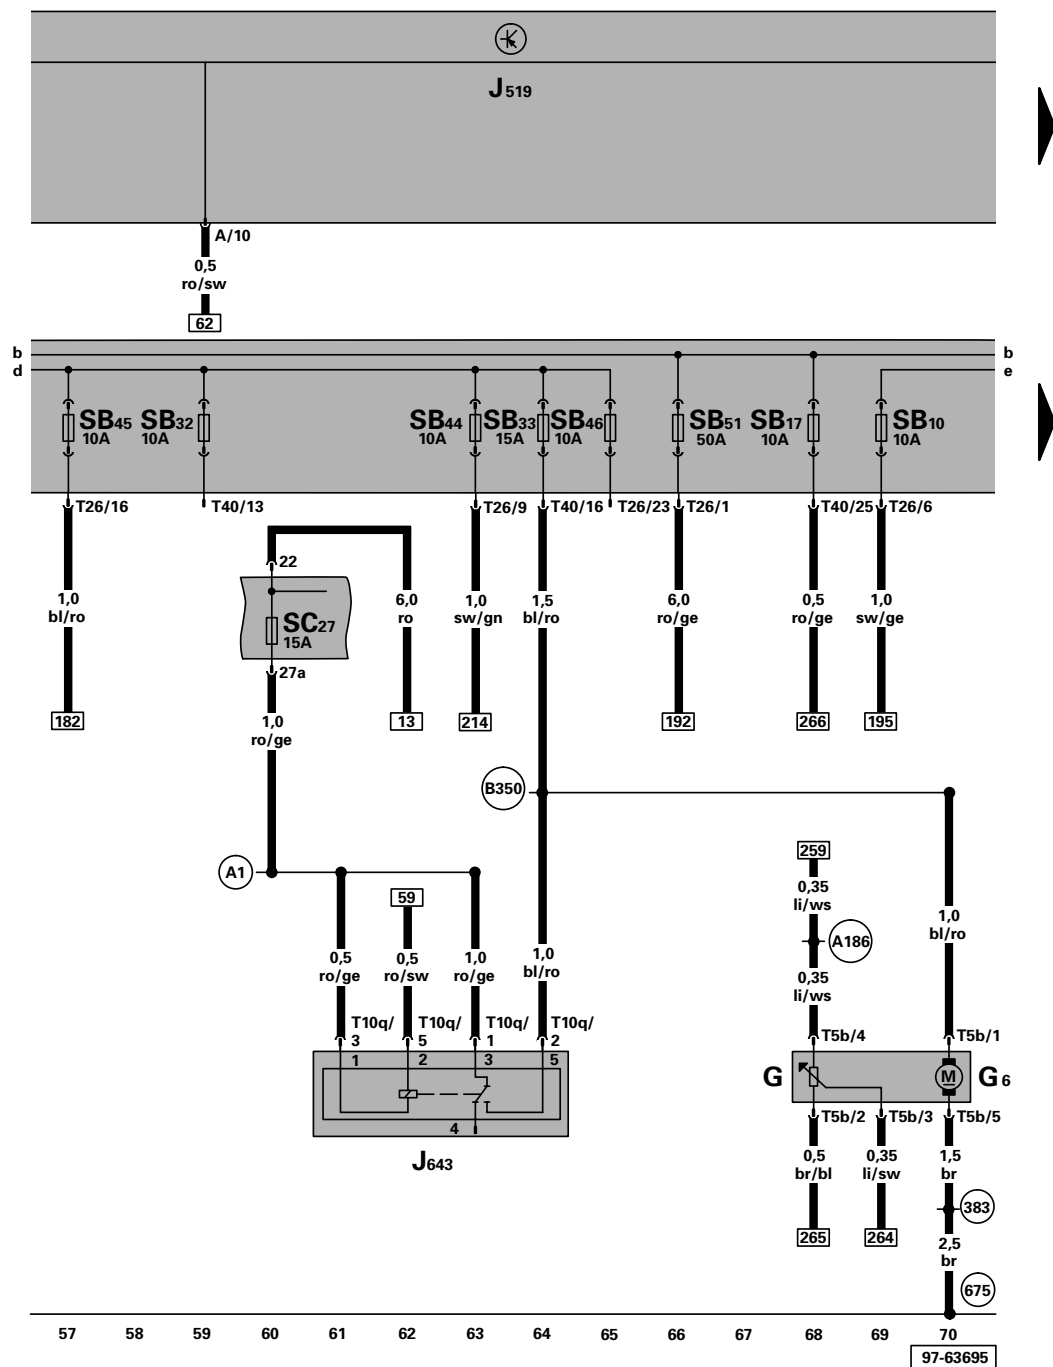 J519
A/10
0,5
ro/sw
62
b
b
d
e
SB45
10A
SB32
10A
SB44
10A
SB33
15A
SB46
10A
SB51
50A
SB17
10A
SB10
10A
T26/16
T40/13
T26/9
T40/16
T26/23
T26/1
T40/25
T26/6
22
1,0
bl/ro
6,0
ro
1,0
sw/gn
1,5
bl/ro
6,0
ro/ge
0,5
ro/ge
1,0
sw/ge
SC27
15A
27a
182
1,0
ro/ge
13
214
192
266
195
B350
A1
259
59
0,35
li/ws
1,0
bl/ro
A186
0,5
ro/ge
0,5
ro/sw
1,0
ro/ge
1,0
bl/ro
0,35
li/ws
T10q/
3
T10q/
5
T10q/
1
T10q/
2
T5b/4
T5b/1
1
2
3
5
G
M
G6
4
T5b/2
T5b/3
T5b/5
J643
0,5
br/bl
0,35
li/sw
1,5
br
383
265
264
2,5
br
675
57 58 59 60 61 62 63 64 65 66 67 68 69 70
97-63695